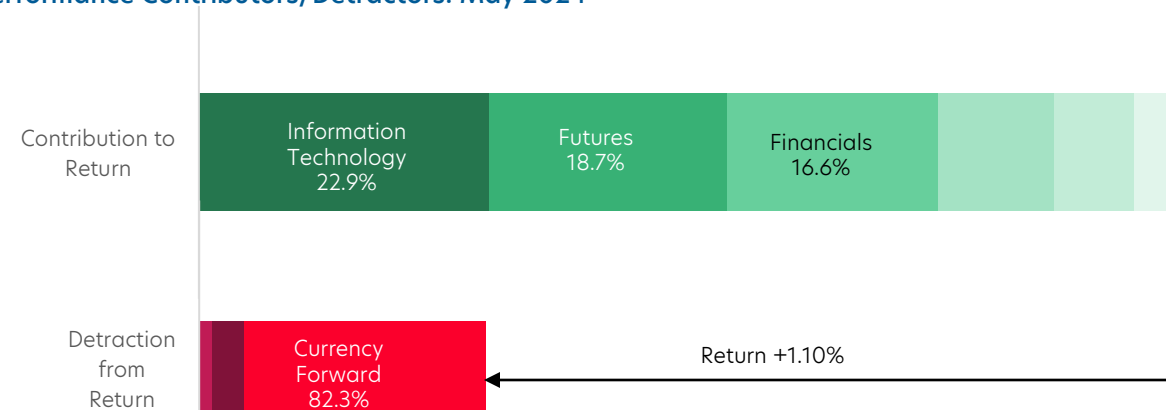 Contribution to
Return
Information
Technology
22.9%
Futures
18.7%
Financials
16.6%
Detraction
from
Return
Currency
Forward
82.3%
Return +1.10%